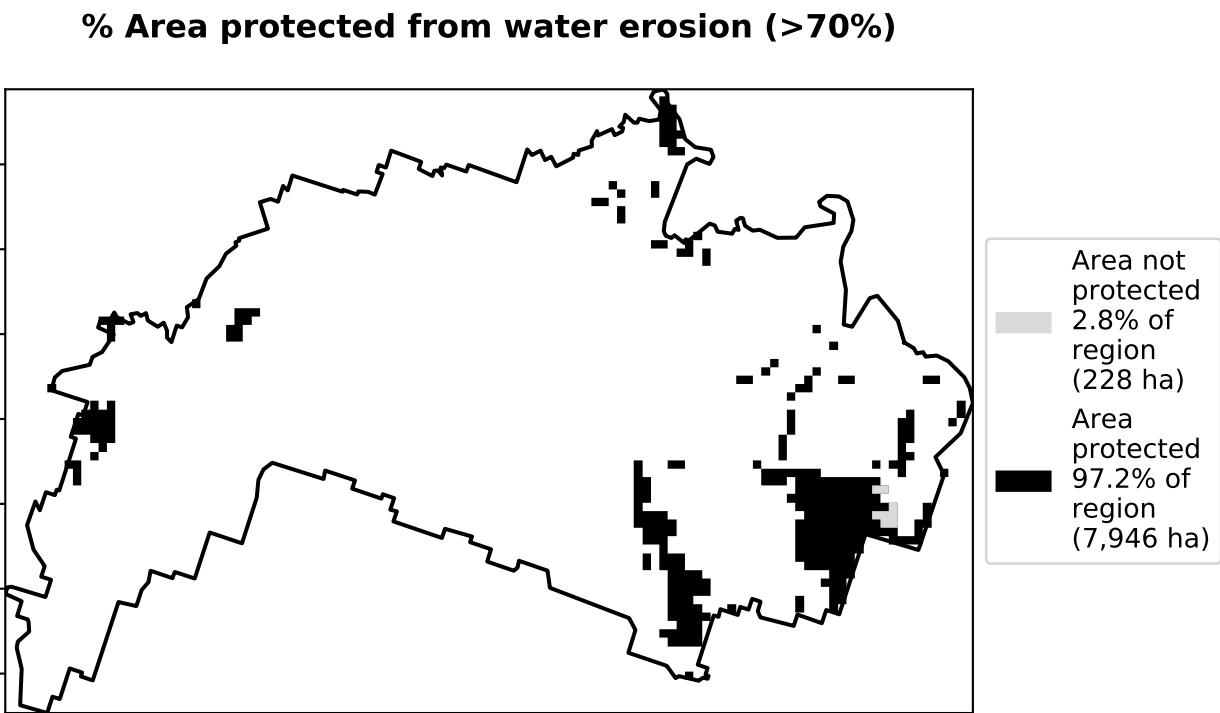 % Area protected from water erosion (>70%)
Area not
protected
2.8% of
region
(228 ha)
Area
protected
97.2% of
region
(7,946 ha)